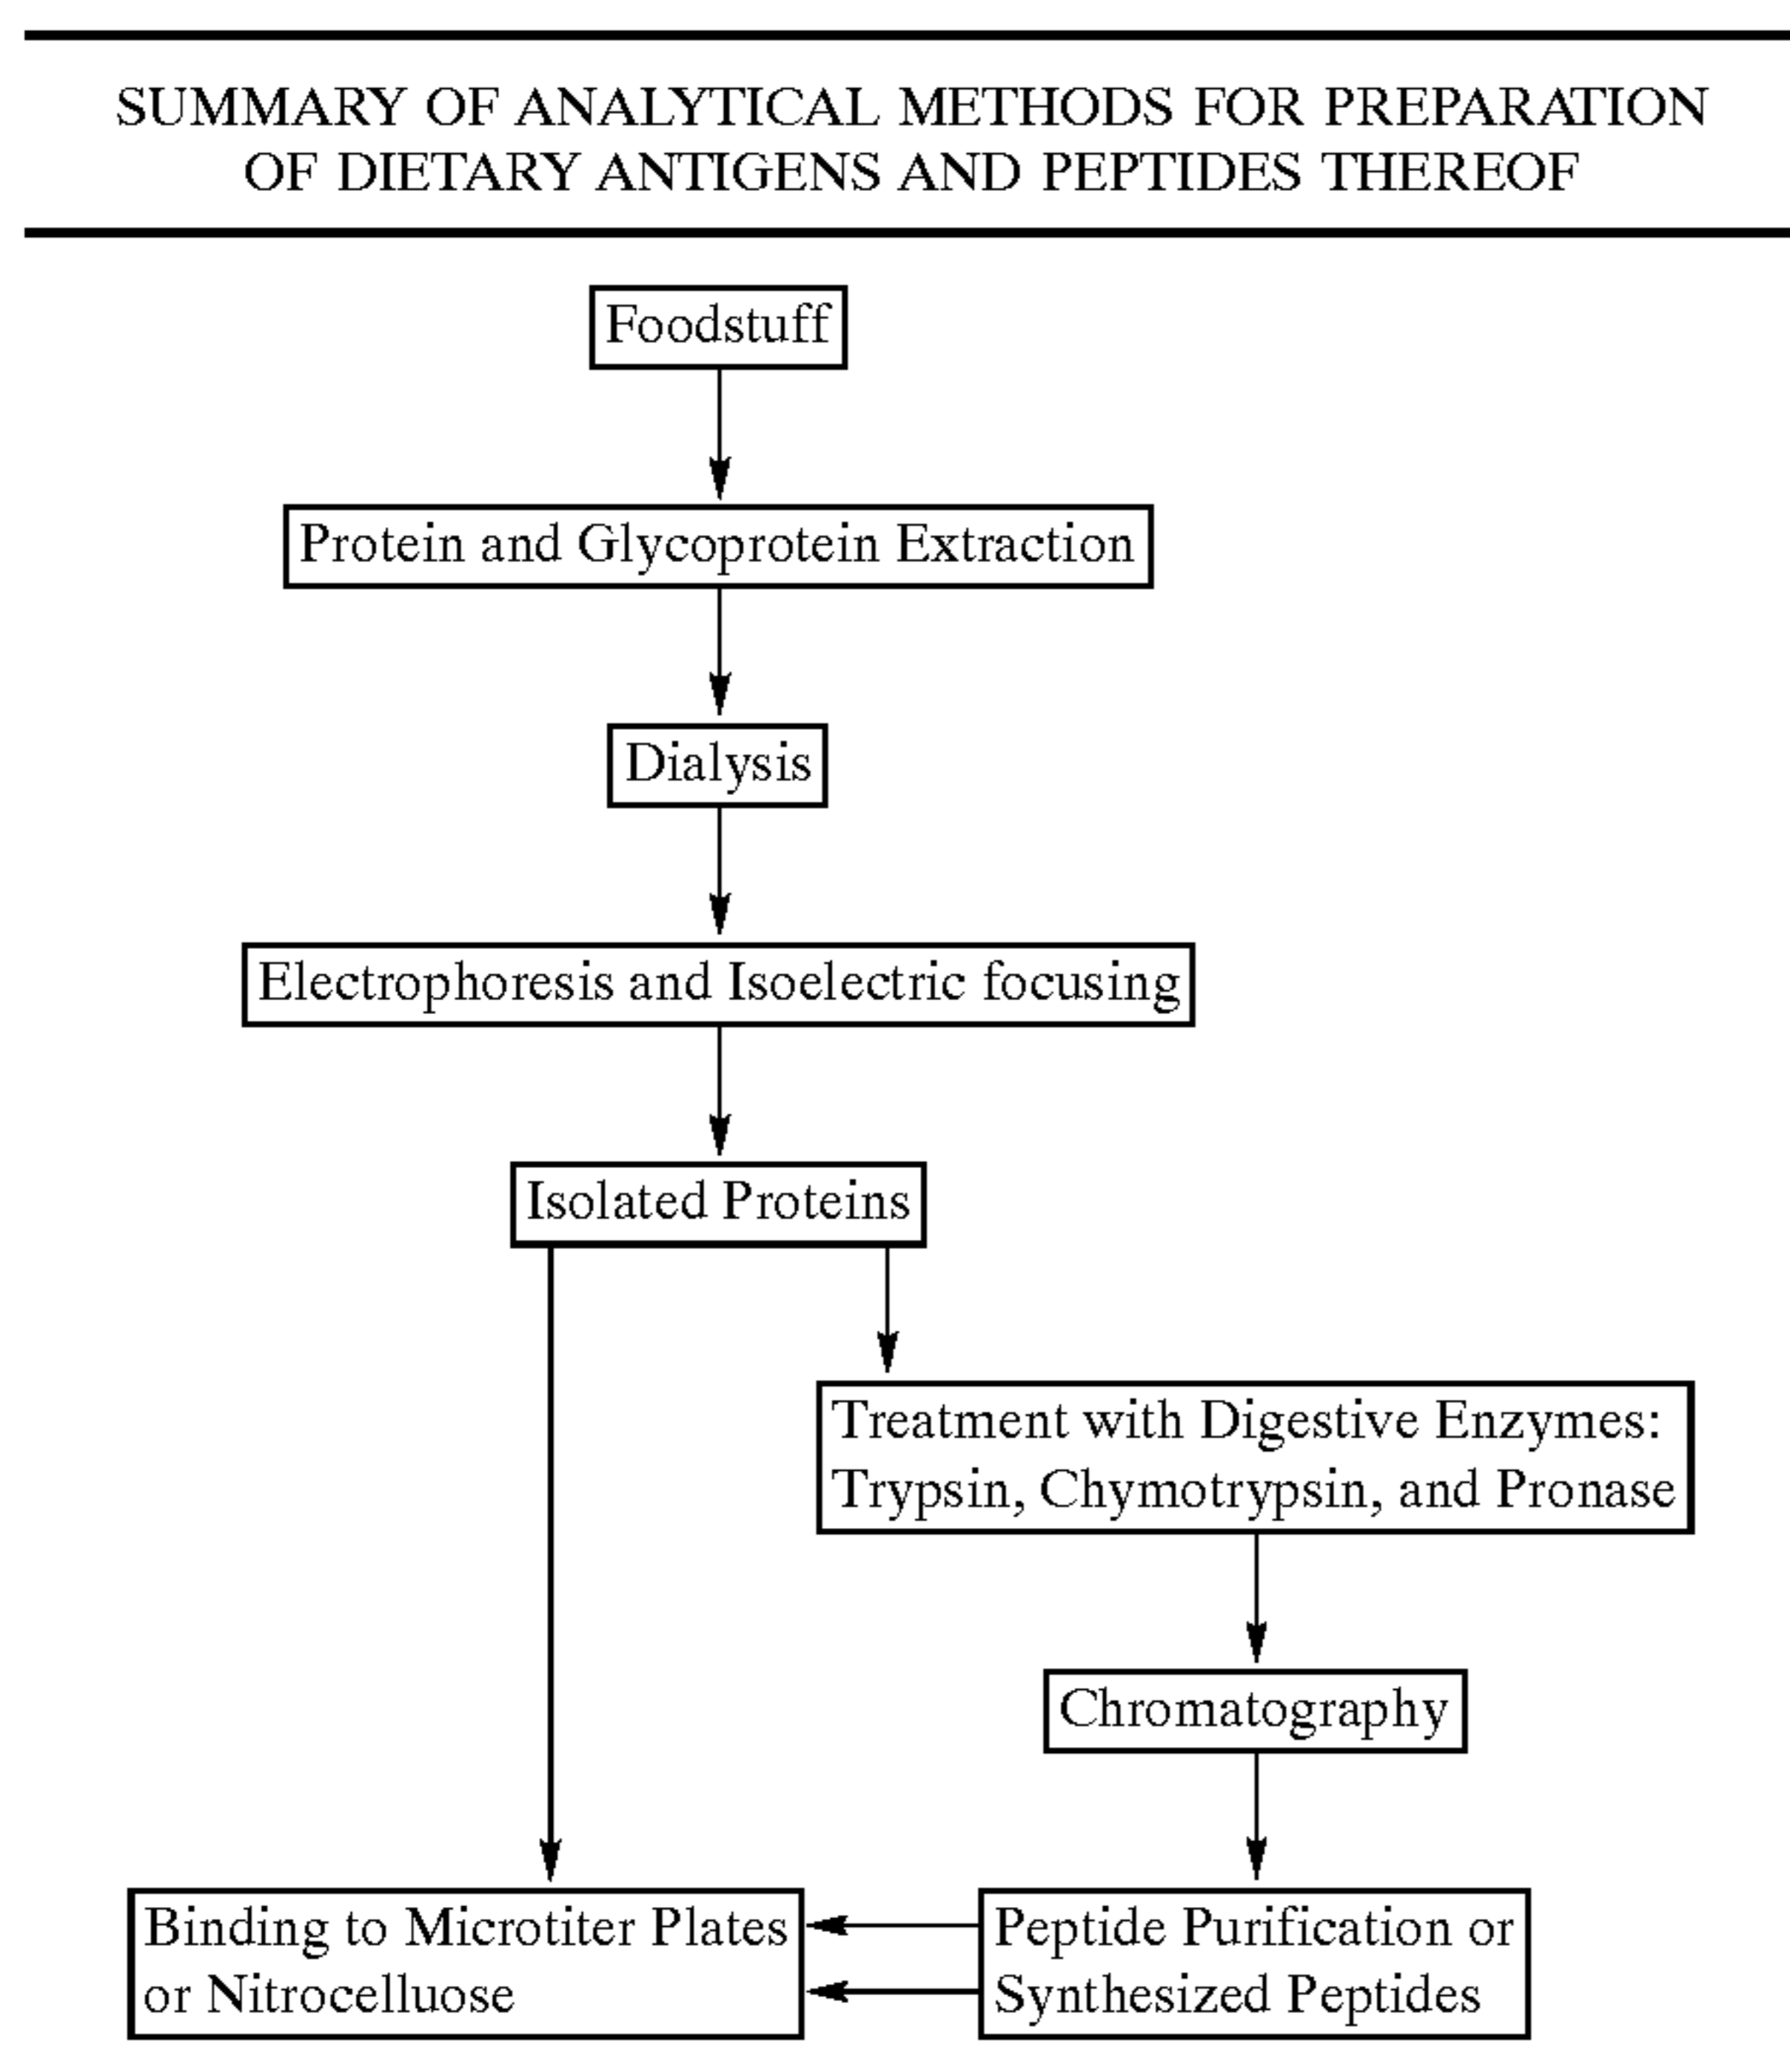 SUMMARY OF ANALYTICAL METHODS FOR PREPARATION
OF DIETARY ANTIGENS AND PEPTIDES THEREOF
Foodstuff
Protein and Glycoprotein Extraction
Dialysis
Electrophoresis and Isoelectric focusing
Isolated Proteins
Treatment with Digestive Enzymes:
Trypsin, Chymotrypsin, and Pronase
Chromatography
Binding to Microtiter Plates
or Nitrocelluose
Peptide Purification or
Synthesized Peptides